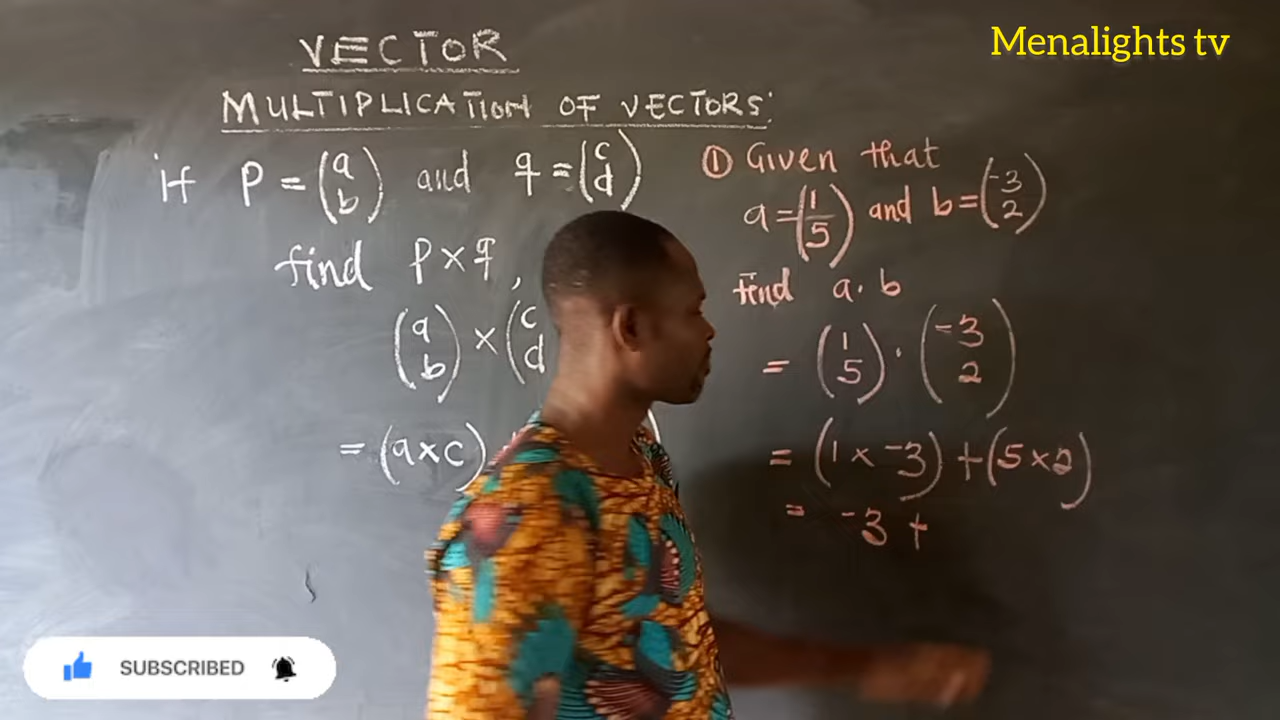 Menalights tv
VECTOR
MULTIPLICATION OF VECTORS:
if P = (a b) and q = (c d)
find P × q,
(a b) × (c d
= (a×c)
① Given that
a = (1 5) and b = (-3 2)
Find a . b
= (1 5) . (-3 2)
= (1 × -3) + (5 × 2)
= -3 +
SUBSCRIBED